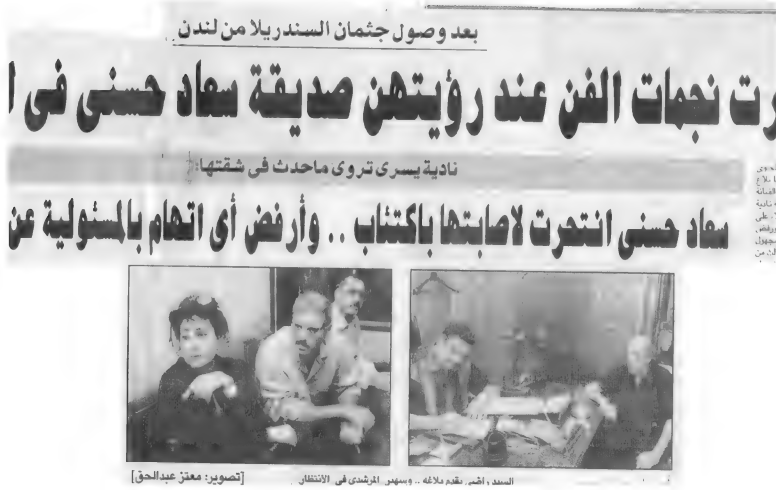 بعد وصول جثمان السندريلا من لندن ..
رت نجمات الفن عند رؤيتهن صديقة سعاد حسنى فى ا
نادية يسرى تروى ماحدث فى شقتها:
سعاد حسنى انتحرت لاصابتها باكتئاب .. وأرفض أى اتهام بالمسئولية عن
السيد راضى يقدم بلاغه .. وسهير المرشدى فى الانتظار
[تصوير: معتز عبدالحق]